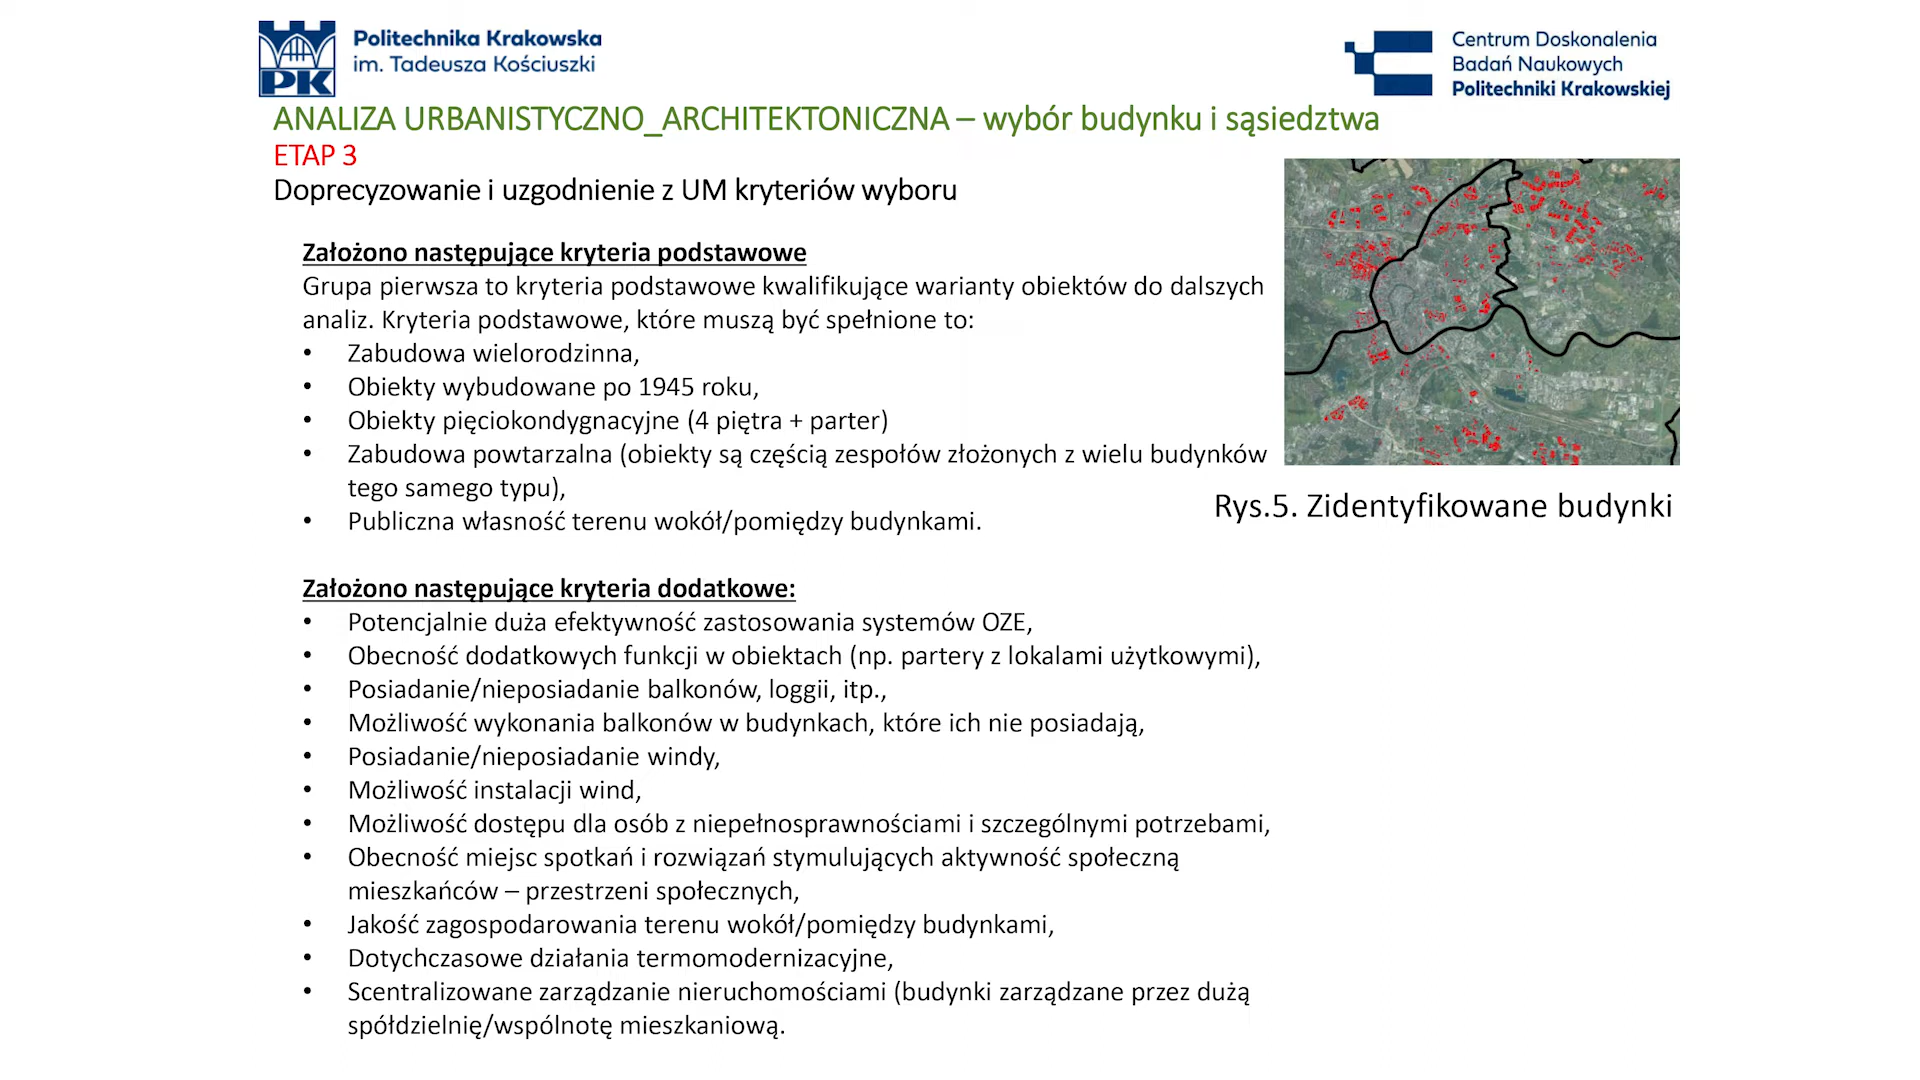 Politechnika Krakowska
im. Tadeusza Kościuszki
PK
Centrum Doskonalenia
Badań Naukowych
Politechniki Krakowskiej
ANALIZA URBANISTYCZNO_ARCHITEKTONICZNA – wybór budynku i sąsiedztwa
ETAP 3
Doprecyzowanie i uzgodnienie z UM kryteriów wyboru
Założono następujące kryteria podstawowe
Grupa pierwsza to kryteria podstawowe kwalifikujące warianty obiektów do dalszych
analiz. Kryteria podstawowe, które muszą być spełnione to:
• Zabudowa wielorodzinna,
• Obiekty wybudowane po 1945 roku,
• Obiekty pięciokondygnacyjne (4 piętra + parter)
• Zabudowa powtarzalna (obiekty są częścią zespołów złożonych z wielu budynków
tego samego typu),
• Publiczna własność terenu wokół/pomiędzy budynkami.
Rys.5. Zidentyfikowane budynki
Założono następujące kryteria dodatkowe:
• Potencjalnie duża efektywność zastosowania systemów OZE,
• Obecność dodatkowych funkcji w obiektach (np. partery z lokalami użytkowymi),
• Posiadanie/nieposiadanie balkonów, loggii, itp.,
• Możliwość wykonania balkonów w budynkach, które ich nie posiadają,
• Posiadanie/nieposiadanie windy,
• Możliwość instalacji wind,
• Możliwość dostępu dla osób z niepełnosprawnościami i szczególnymi potrzebami,
• Obecność miejsc spotkań i rozwiązań stymulujących aktywność społeczną
mieszkańców – przestrzeni społecznych,
• Jakość zagospodarowania terenu wokół/pomiędzy budynkami,
• Dotychczasowe działania termomodernizacyjne,
• Scentralizowane zarządzanie nieruchomościami (budynki zarządzane przez dużą
spółdzielnię/wspólnotę mieszkaniową.